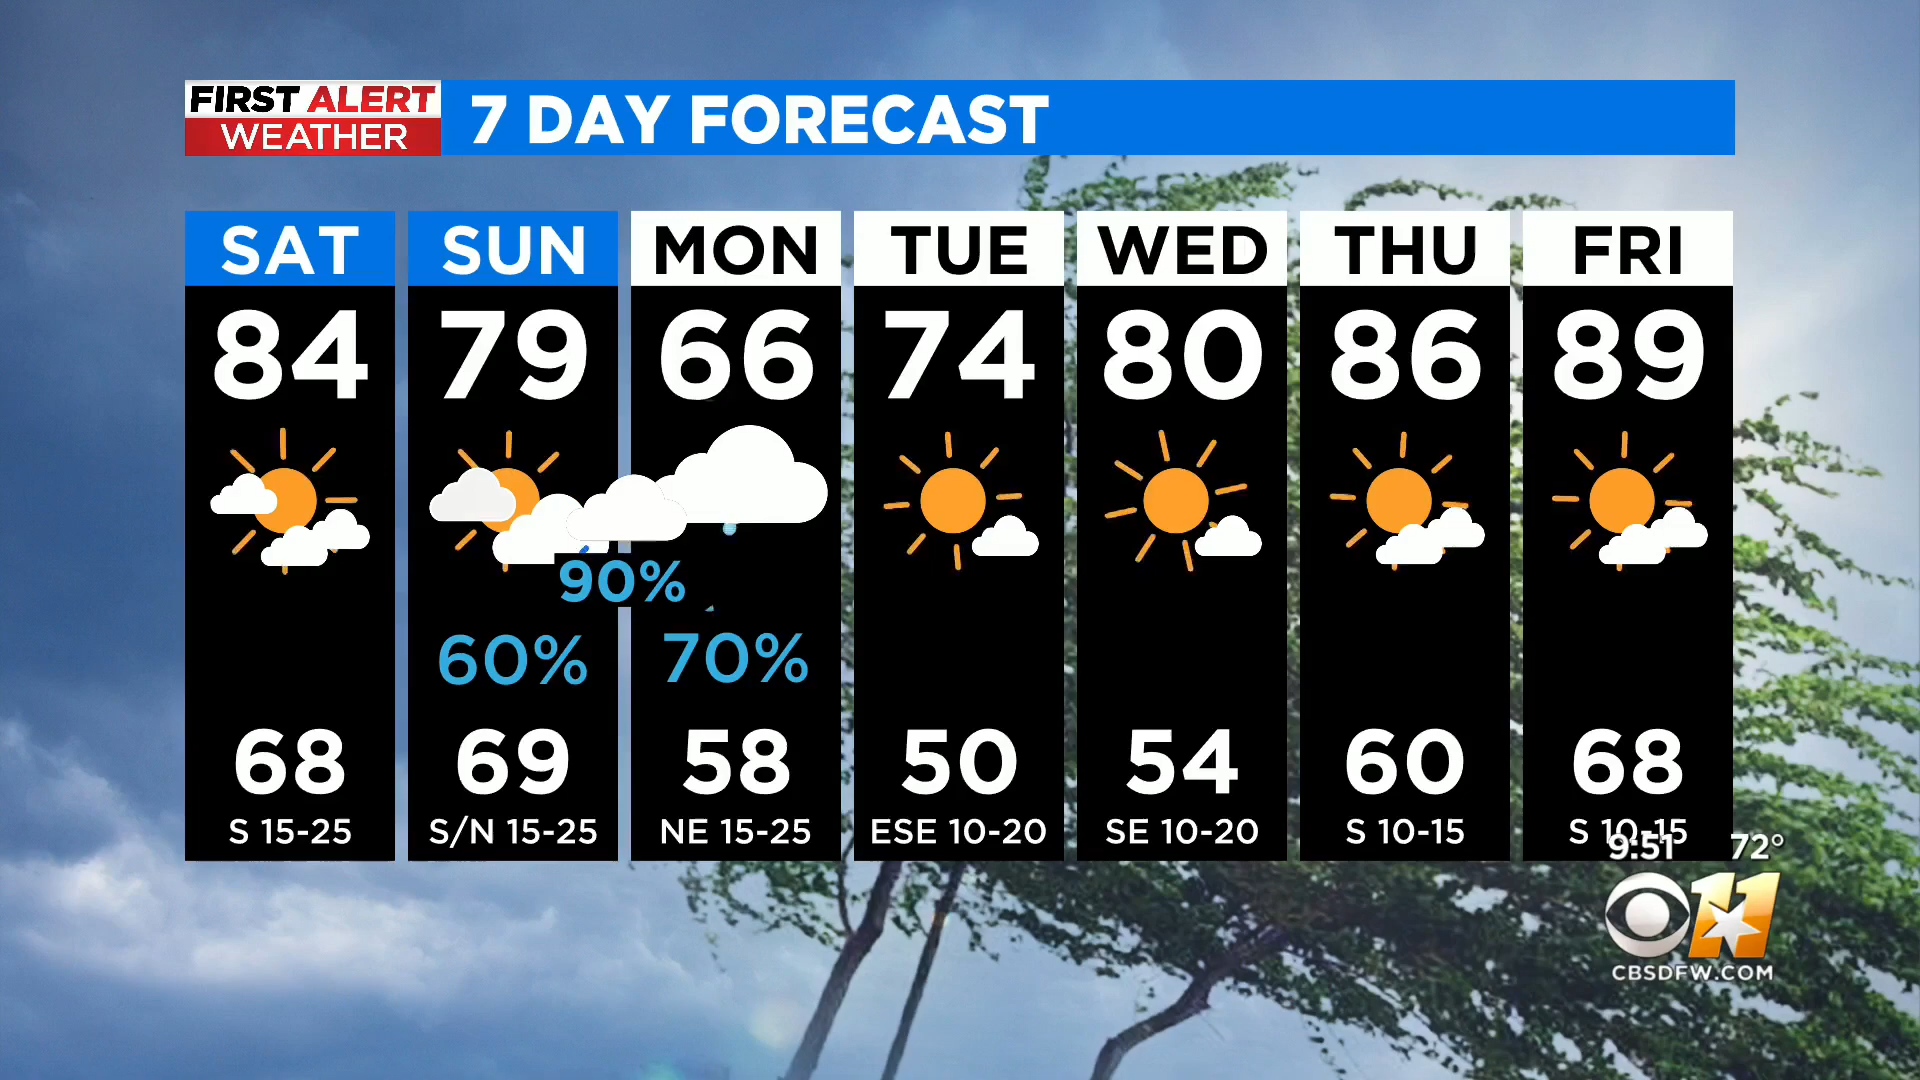 FIRST ALERT
WEATHER
7 DAY FORECAST
SAT SUN MON TUE WED THU FRI
84 79 66 74 80 86 89
90%
60% 70%
68 69 58 50 54 60 68
S 15-25 S/N 15-25 NE 15-25 ESE 10-20 SE 10-20 S 10-15 S 10-15
9:51 72°
11
CBSDFW.COM